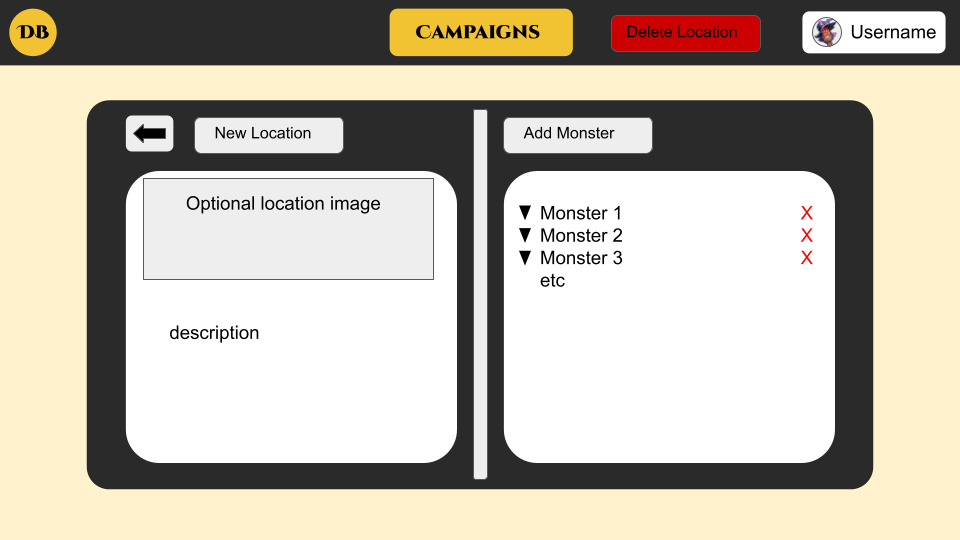 DB
Campaigns
Delete Location
Username
New Location
Add Monster
Optional location image
description
Monster 1 X
Monster 2 X
Monster 3 X
etc